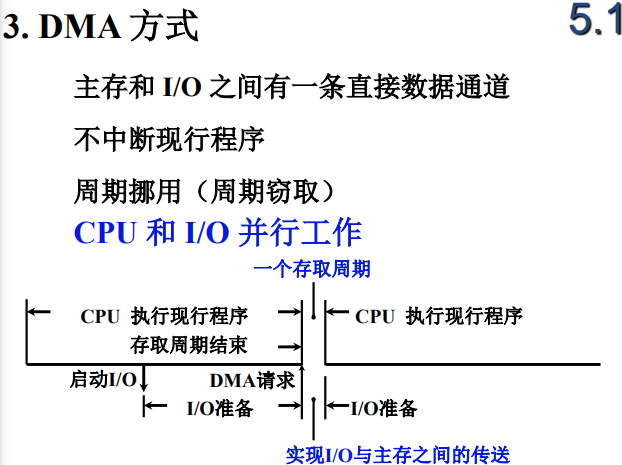 3. DMA 方式
5.1
主存和 I/O 之间有一条直接数据通道
不中断现行程序
周期挪用（周期窃取）
CPU 和 I/O 并行工作
一个存取周期
CPU 执行现行程序
CPU 执行现行程序
存取周期结束
启动I/O
DMA请求
I/O准备
I/O准备
实现I/O与主存之间的传送